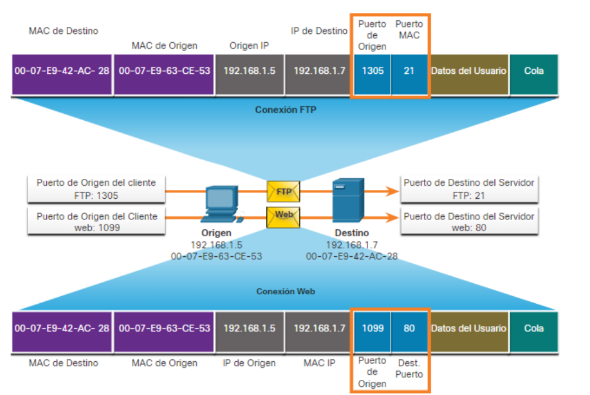 MAC de Destino
MAC de Origen
Origen IP
IP de Destino
Puerto de Origen
Puerto MAC
00-07-E9-42-AC- 28 00-07-E9-63-CE-53 192.168.1.5 192.168.1.7 1305 21 Datos del Usuario Cola
Conexión FTP
Puerto de Origen del cliente
FTP: 1305
FTP
Puerto de Destino del Servidor
FTP: 21
Puerto de Origen del Cliente
web: 1099
Web
Puerto de Destino del Servidor
web: 80
Origen
192.168.1.5
00-07-E9-63-CE-53
Destino
192.168.1.7
00-07-E9-42-AC-28
Conexión Web
00-07-E9-42-AC- 28 00-07-E9-63-CE-53 192.168.1.5 192.168.1.7 1099 80 Datos del Usuario Cola
MAC de Destino
MAC de Origen
IP de Origen
MAC IP
Puerto de Origen
Dest. Puerto